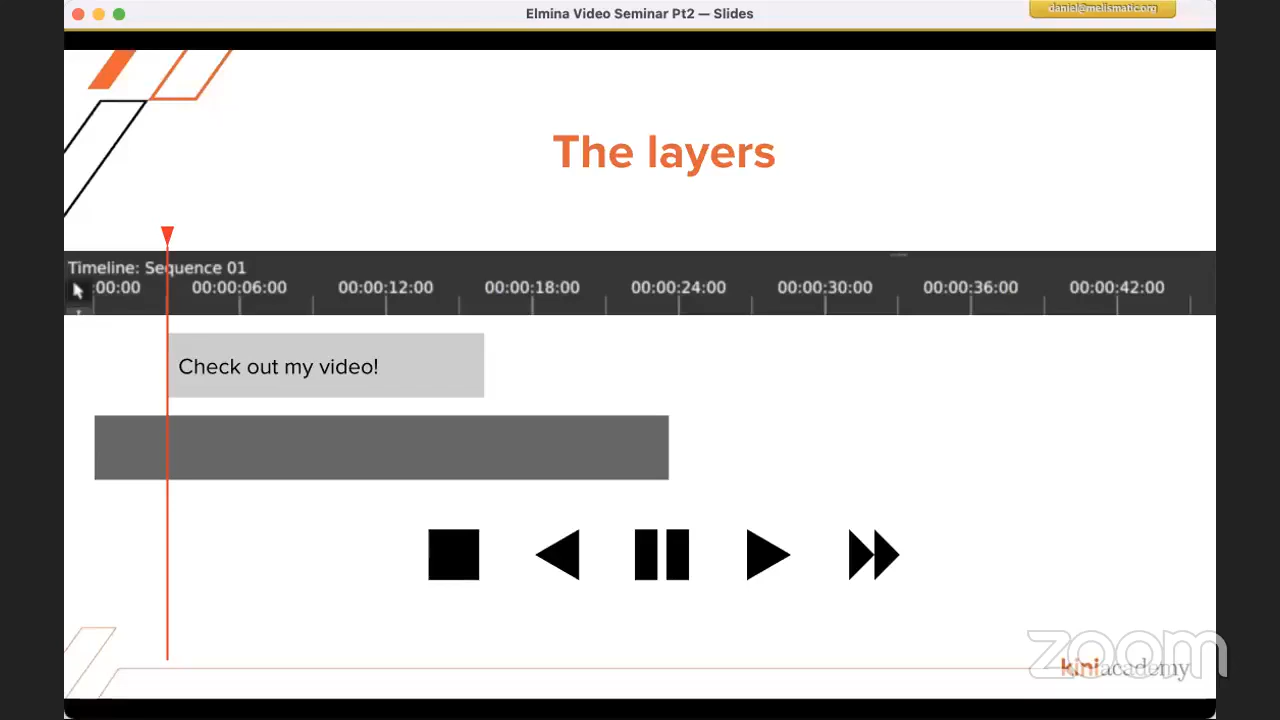 Elmina Video Seminar Pt2 — Slides
daniel@melismatic.org
The layers
Timeline: Sequence 01
:00:00 00:00:06:00 00:00:12:00 00:00:18:00 00:00:24:00 00:00:30:00 00:00:36:00 00:00:42:00
Check out my video!
zoom
kiniacademy